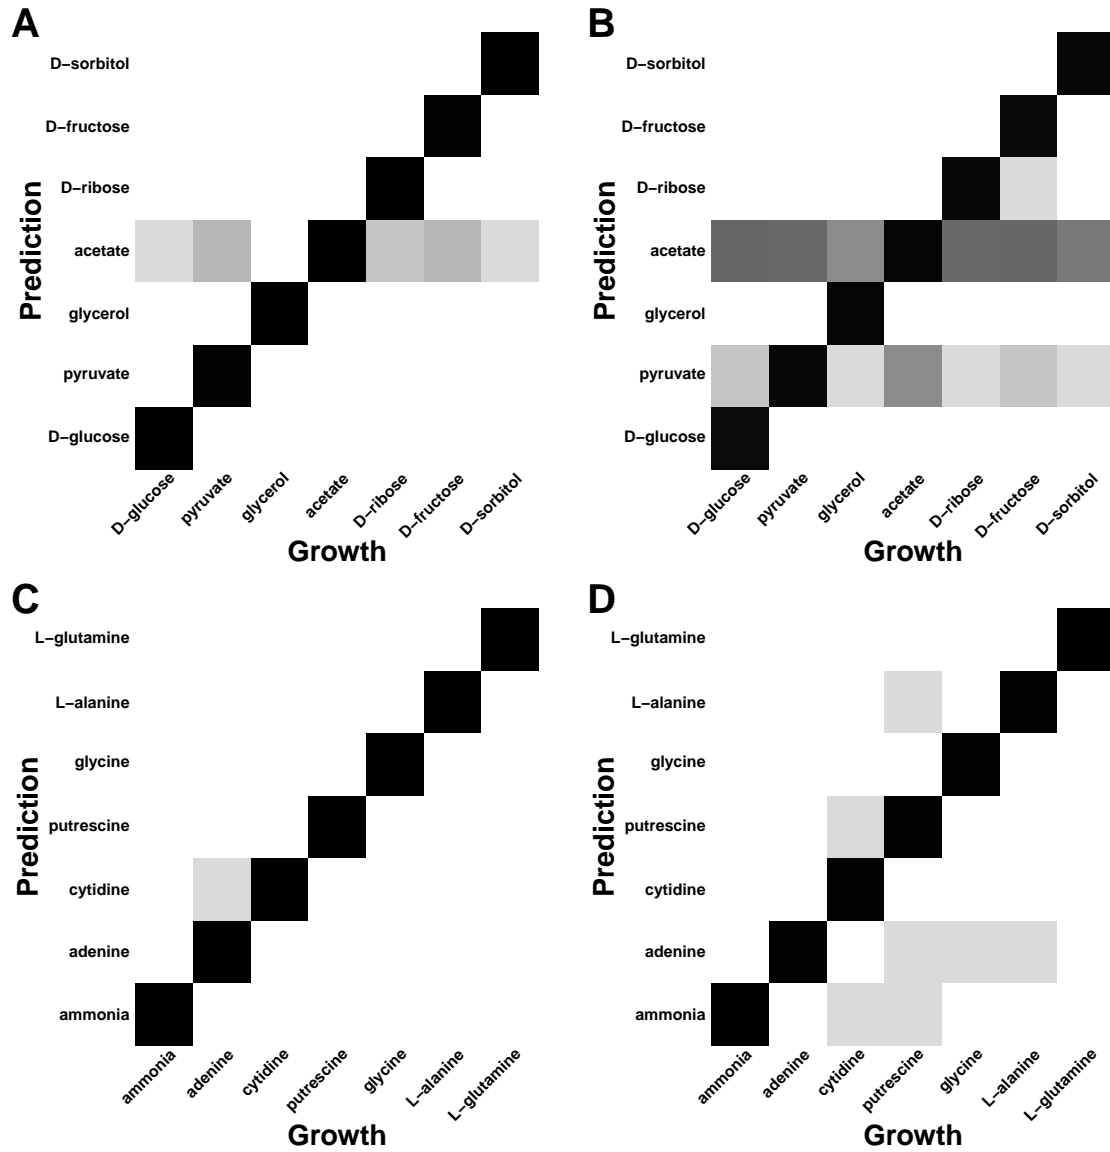 A
D−sorbitol
D−fructose
D−ribose
acetate
glycerol
pyruvate
D−glucose
Prediction
D−glucose
pyruvate
glycerol
acetate
D−ribose
D−fructose
D−sorbitol
Growth
B
D−sorbitol
D−fructose
D−ribose
acetate
glycerol
pyruvate
D−glucose
Prediction
D−glucose
pyruvate
glycerol
acetate
D−ribose
D−fructose
D−sorbitol
Growth
C
L−glutamine
L−alanine
glycine
putrescine
cytidine
adenine
ammonia
Prediction
ammonia
adenine
cytidine
putrescine
glycine
L−alanine
L−glutamine
Growth
D
L−glutamine
L−alanine
glycine
putrescine
cytidine
adenine
ammonia
Prediction
ammonia
adenine
cytidine
putrescine
glycine
L−alanine
L−glutamine
Growth